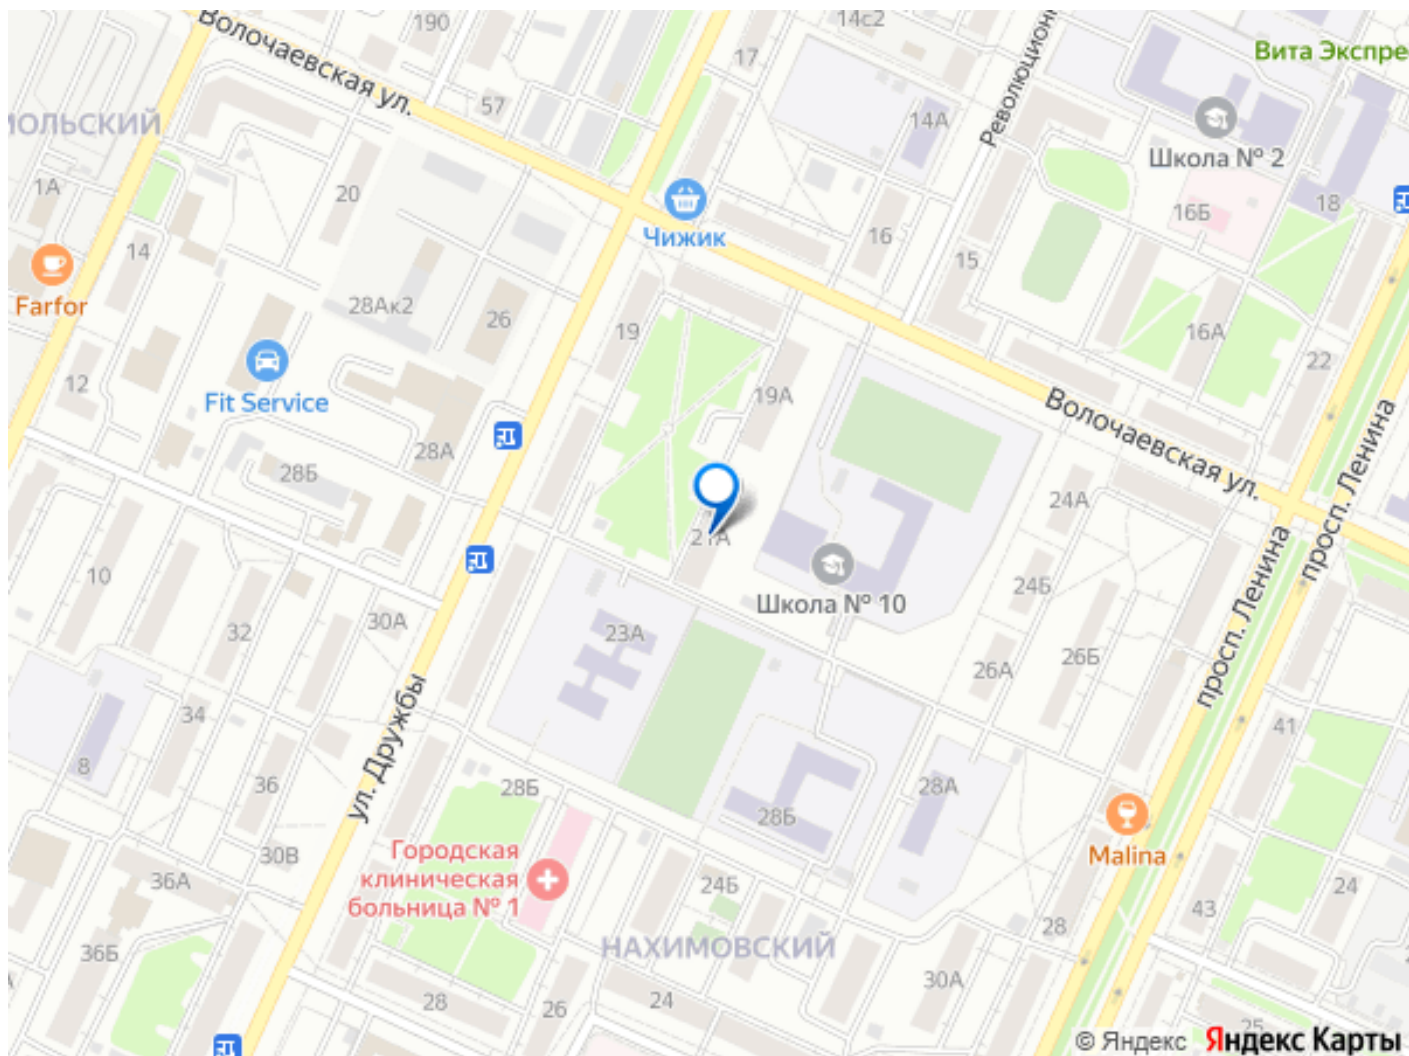 Волочаевская ул.
190
14с2
17
Революцион
Вита Экспре
57
14А
ИОЛЬСКИЙ
Школа № 2
1А
20
16Б
18
Чижик
16
14
15
Farfor
28Ак2
26
19
16А
22
12
Fit Service
19А
Волочаевская ул.
просп. Ленина
28А
28Б
24А
21А
10
24Б
просп. Ленина
Школа № 10
30А
32
23А
26А
26Б
ул. Дружбы
34
41
8
36
28Б
28А
28Б
Malina
30В
Городская
клиническая
больница № 1
36А
24Б
24
43
28
36Б
НАХИМОВСКИЙ
30А
28
26
24
25
© Яндекс Яндекс Карты